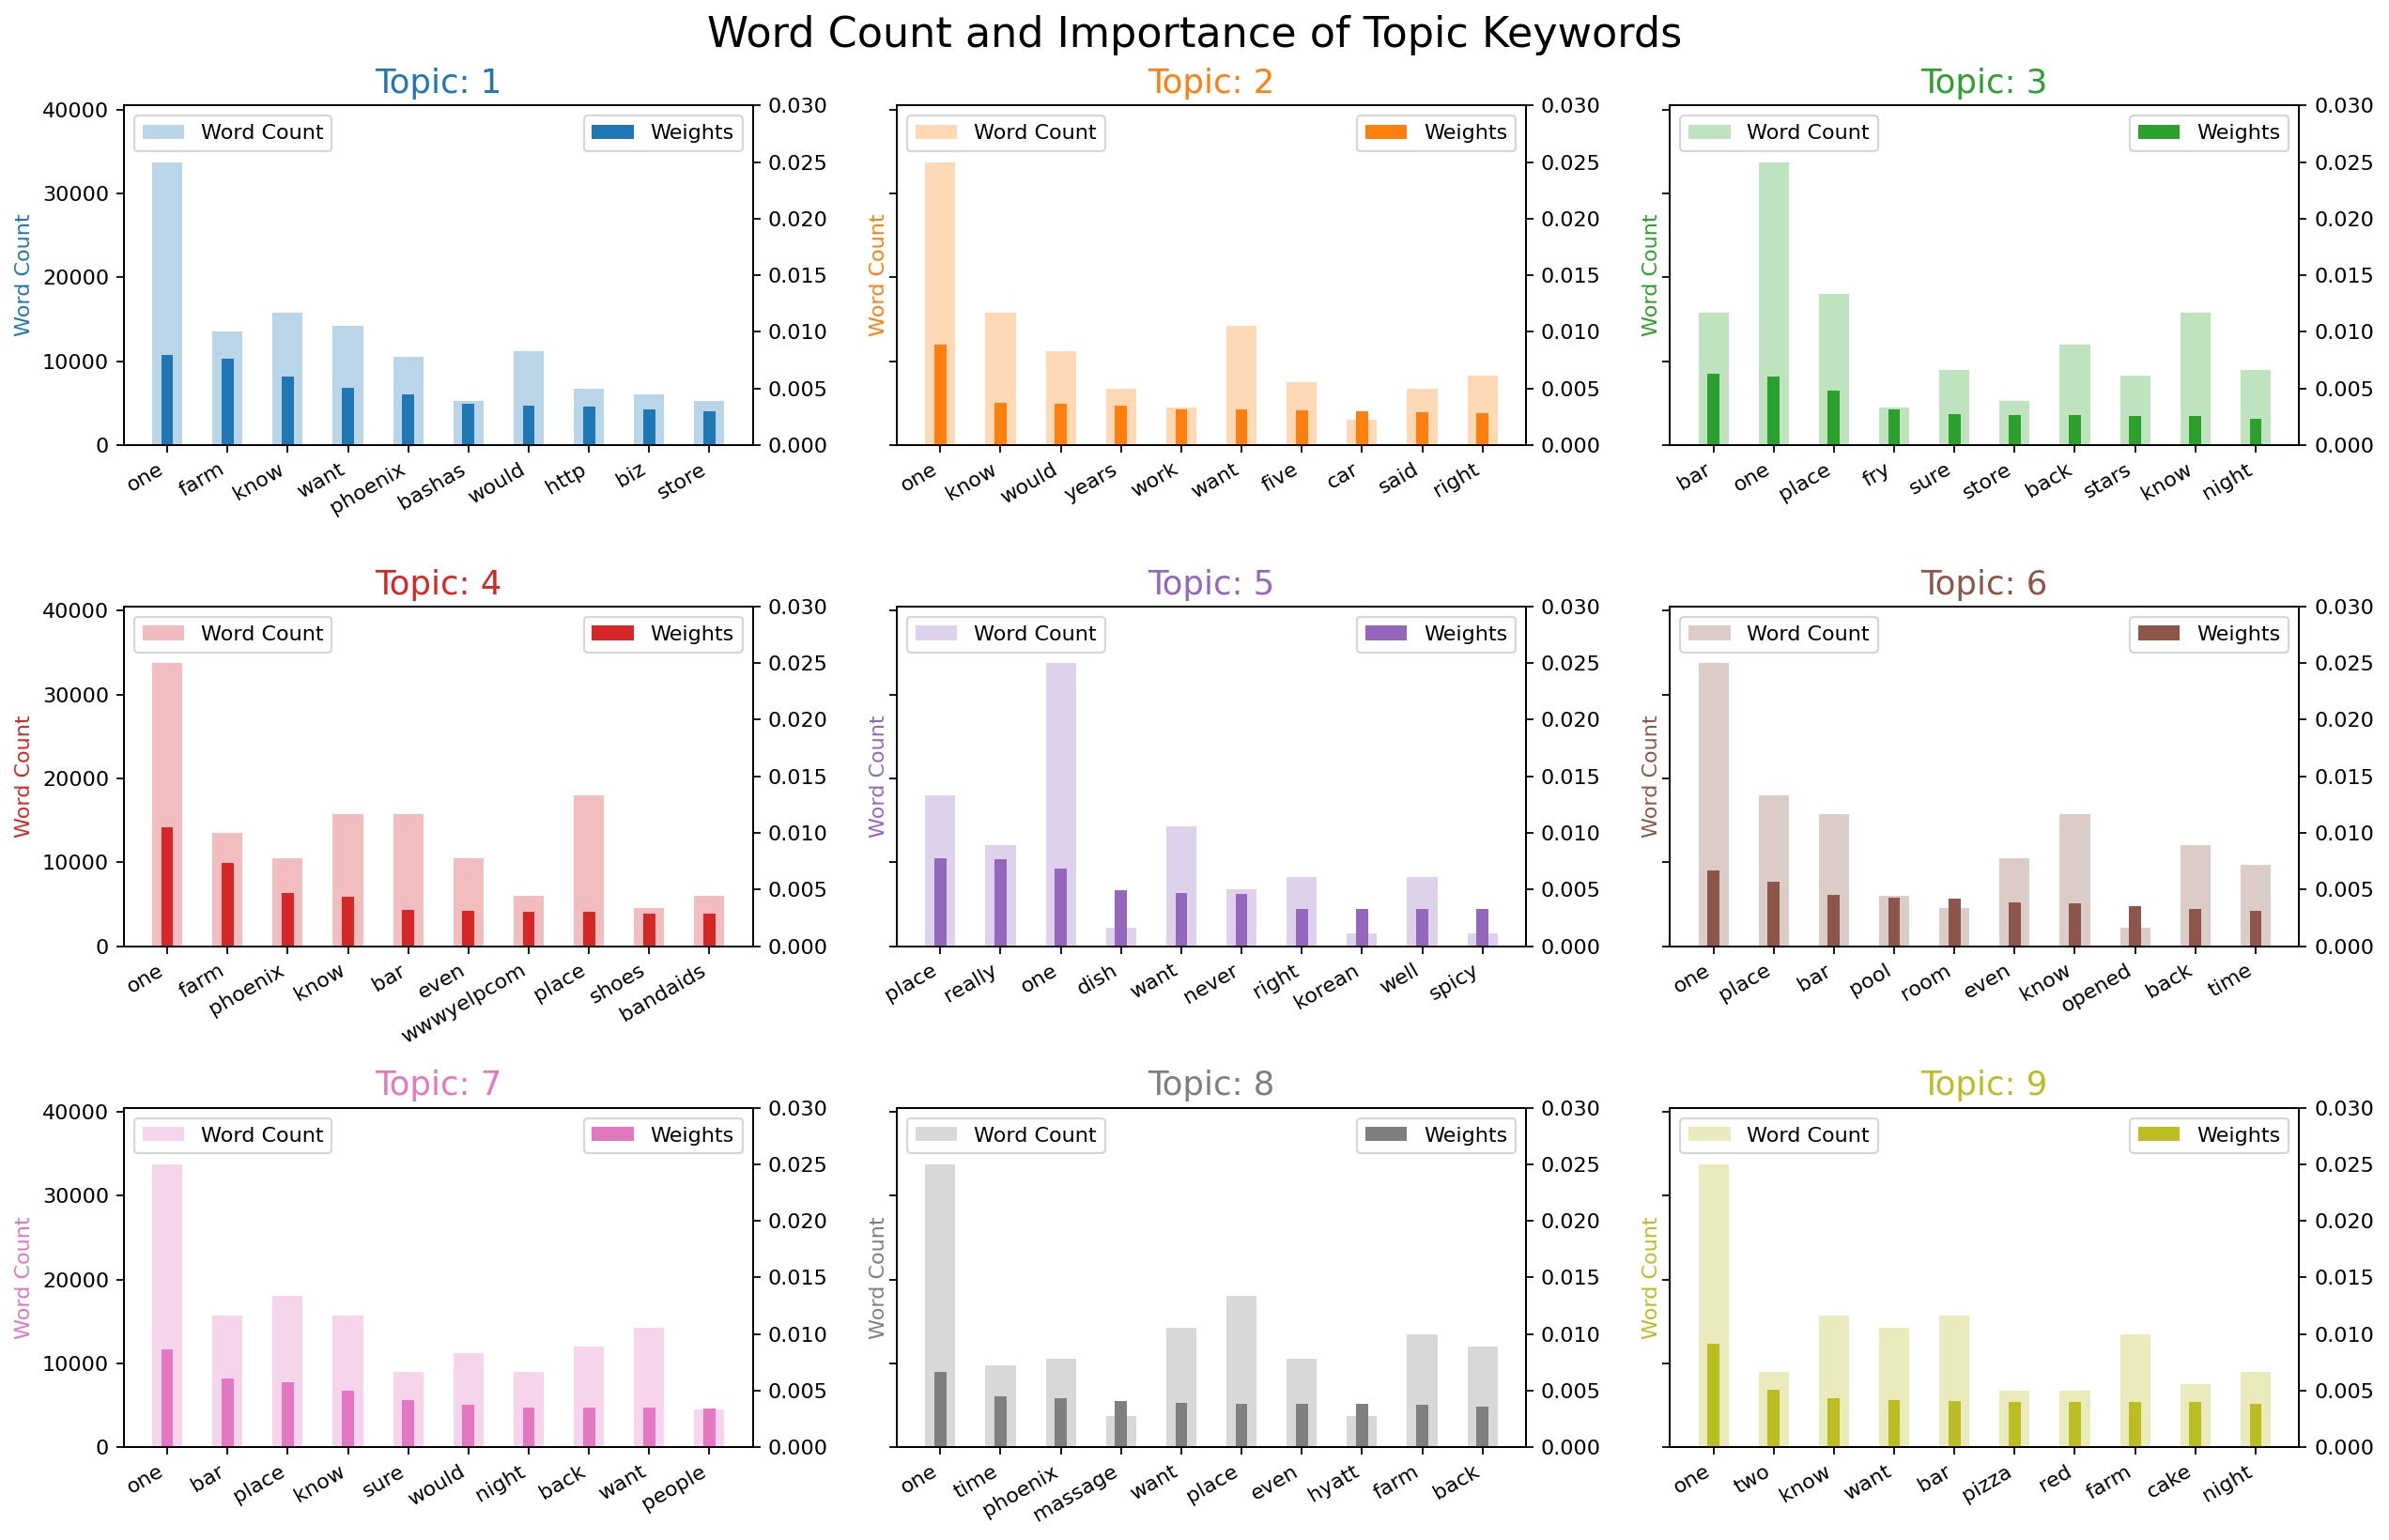 Word Count and Importance of Topic Keywords
Topic: 1
Word Count
Weights
Word Count
40000
30000
20000
10000
0
0.030
0.025
0.020
0.015
0.010
0.005
0.000
one farm know want phoenix bashas would http biz store
Topic: 2
Word Count
Weights
Word Count
0.030
0.025
0.020
0.015
0.010
0.005
0.000
one know would years work want five car said right
Topic: 3
Word Count
Weights
Word Count
0.030
0.025
0.020
0.015
0.010
0.005
0.000
bar one place fry sure store back stars know night
Topic: 4
Word Count
Weights
Word Count
40000
30000
20000
10000
0
0.030
0.025
0.020
0.015
0.010
0.005
0.000
one farm phoenix know bar even wwwyelpcom place shoes bandaids
Topic: 5
Word Count
Weights
Word Count
0.030
0.025
0.020
0.015
0.010
0.005
0.000
place really one dish want never right korean well spicy
Topic: 6
Word Count
Weights
Word Count
0.030
0.025
0.020
0.015
0.010
0.005
0.000
one place bar pool room even know opened back time
Topic: 7
Word Count
Weights
Word Count
40000
30000
20000
10000
0
0.030
0.025
0.020
0.015
0.010
0.005
0.000
one bar place know sure would night back want people
Topic: 8
Word Count
Weights
Word Count
0.030
0.025
0.020
0.015
0.010
0.005
0.000
one time phoenix massage want place even hyatt farm back
Topic: 9
Word Count
Weights
Word Count
0.030
0.025
0.020
0.015
0.010
0.005
0.000
one two know want bar pizza red farm cake night